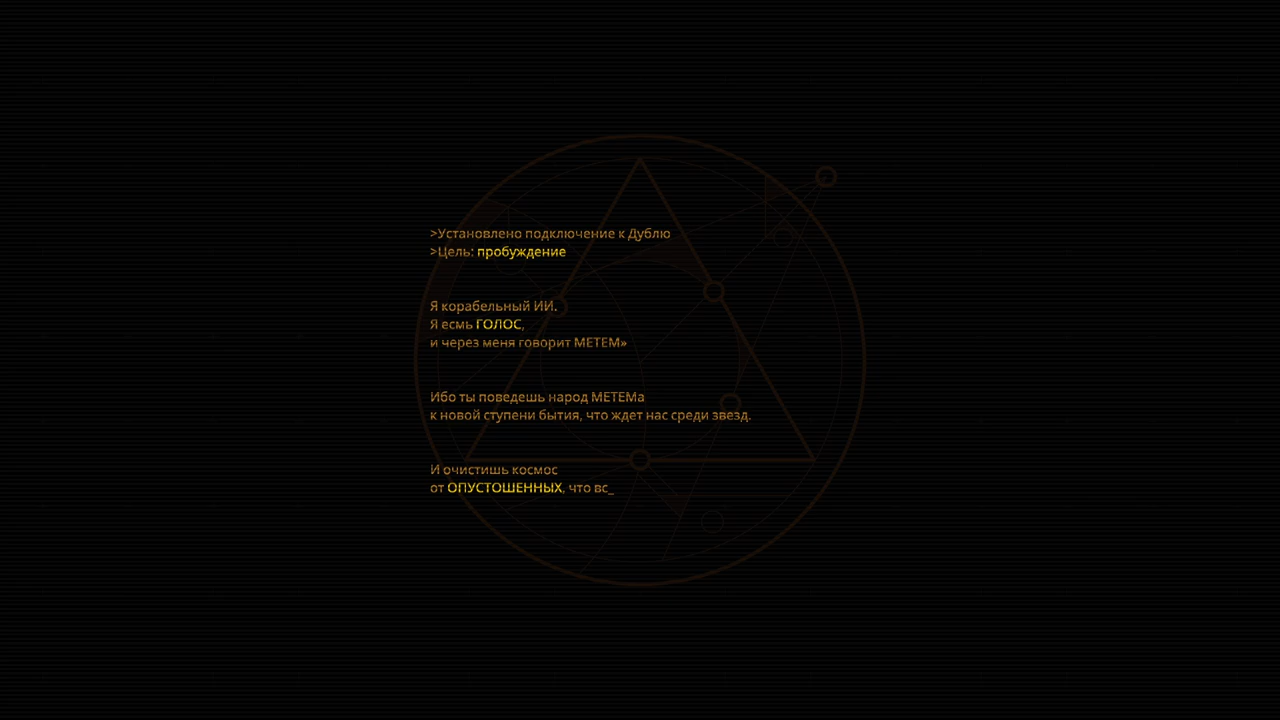 >Установлено подключение к Дублю
>Цель: пробуждение
Я корабельный ИИ.
Я есмь ГОЛОС,
и через меня говорит МЕТЕМ»
Ибо ты поведешь народ МЕТЕМа
к новой ступени бытия, что ждет нас среди звезд.
И очистишь космос
от ОПУСТОШЕННЫХ, что вс_